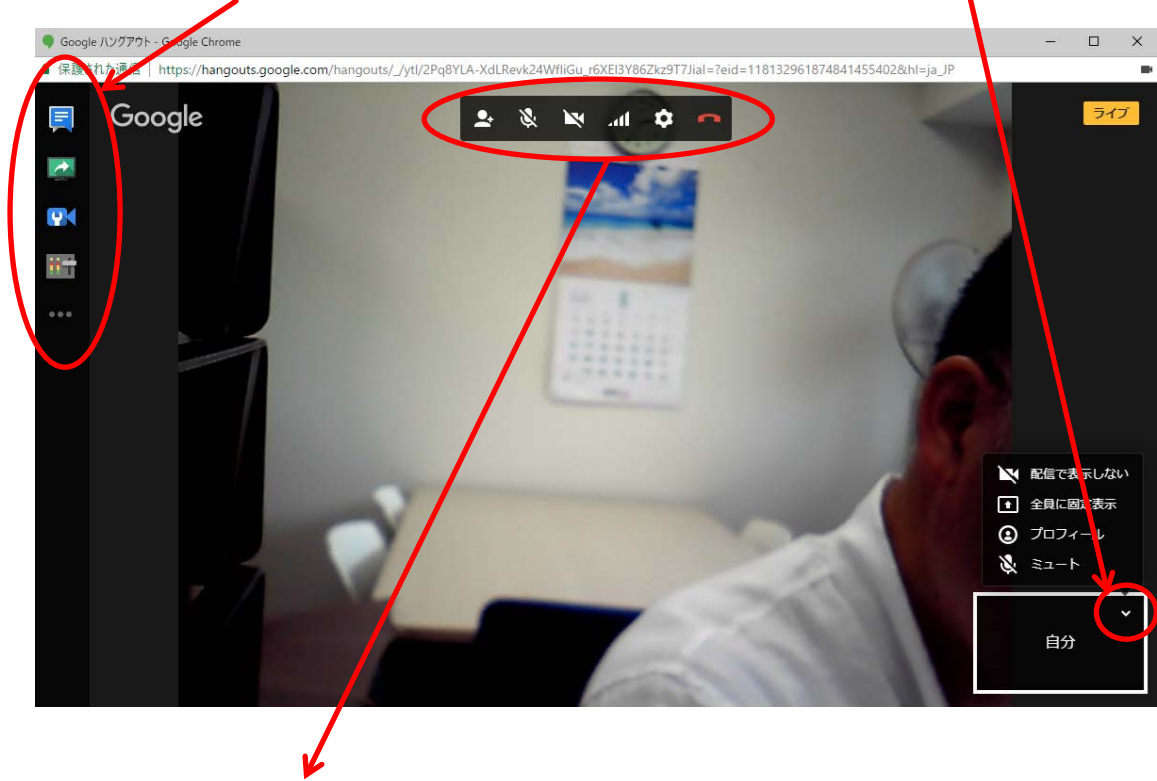 Google ハングアウト - Google Chrome
保護された通信 | https://hangouts.google.com/hangouts/_/ytl/2Pq8YLA-XdLRevk24WfIiGu_r6XEI3Y86Zkz9T7Jial=?eid=118132961874841455402&hl=ja_JP
Google
ライブ
配信で表示しない
全員に固定表示
プロフィール
ミュート
自分